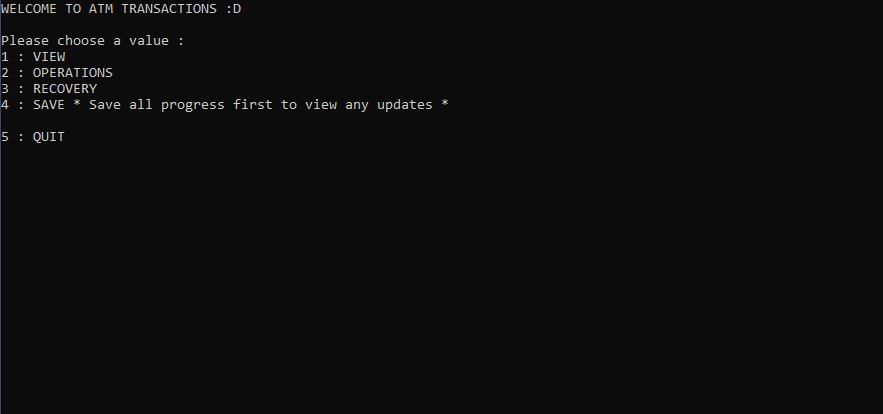 WELCOME TO ATM TRANSACTIONS :D
Please choose a value :
1 : VIEW
2 : OPERATIONS
3 : RECOVERY
4 : SAVE * Save all progress first to view any updates *
5 : QUIT